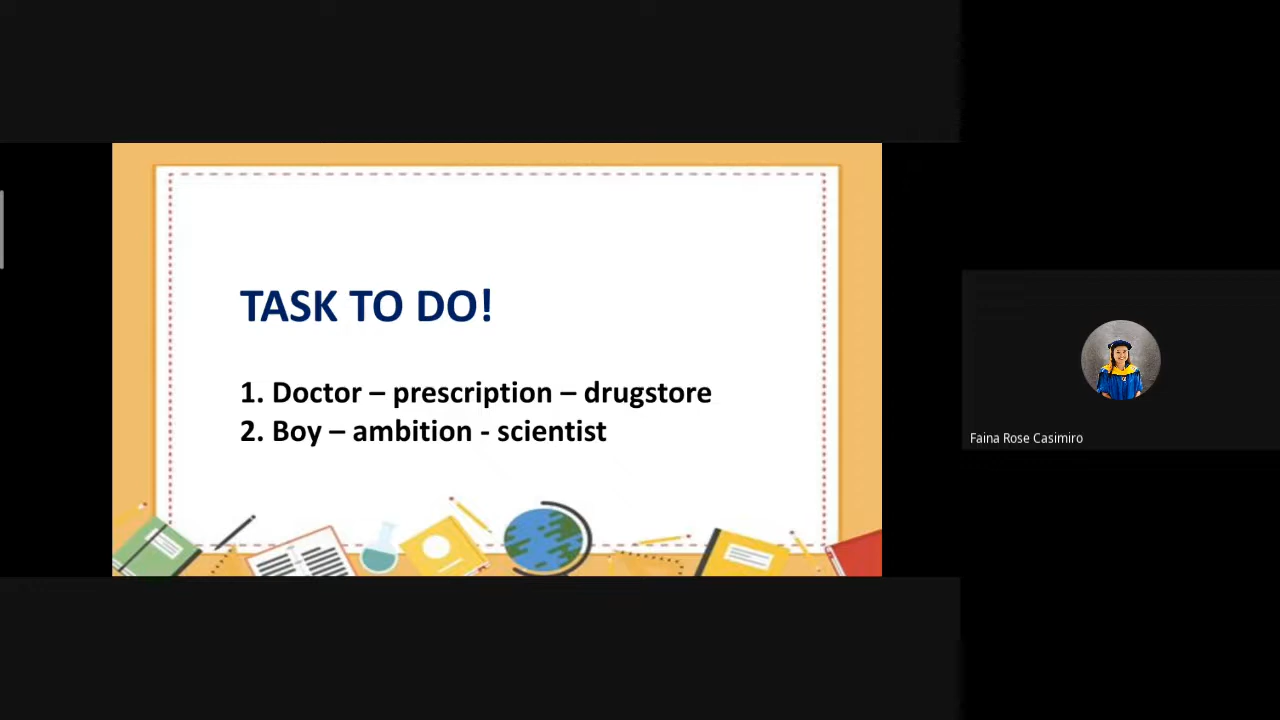 TASK TO DO!
1. Doctor – prescription – drugstore
2. Boy – ambition - scientist
Faina Rose Casimiro